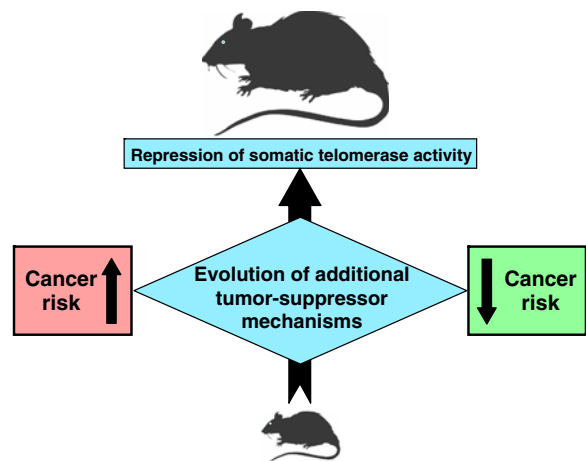 Repression of somatic telomerase activity
Cancer
risk
Evolution of additional
tumor-suppressor
mechanisms
Cancer
risk